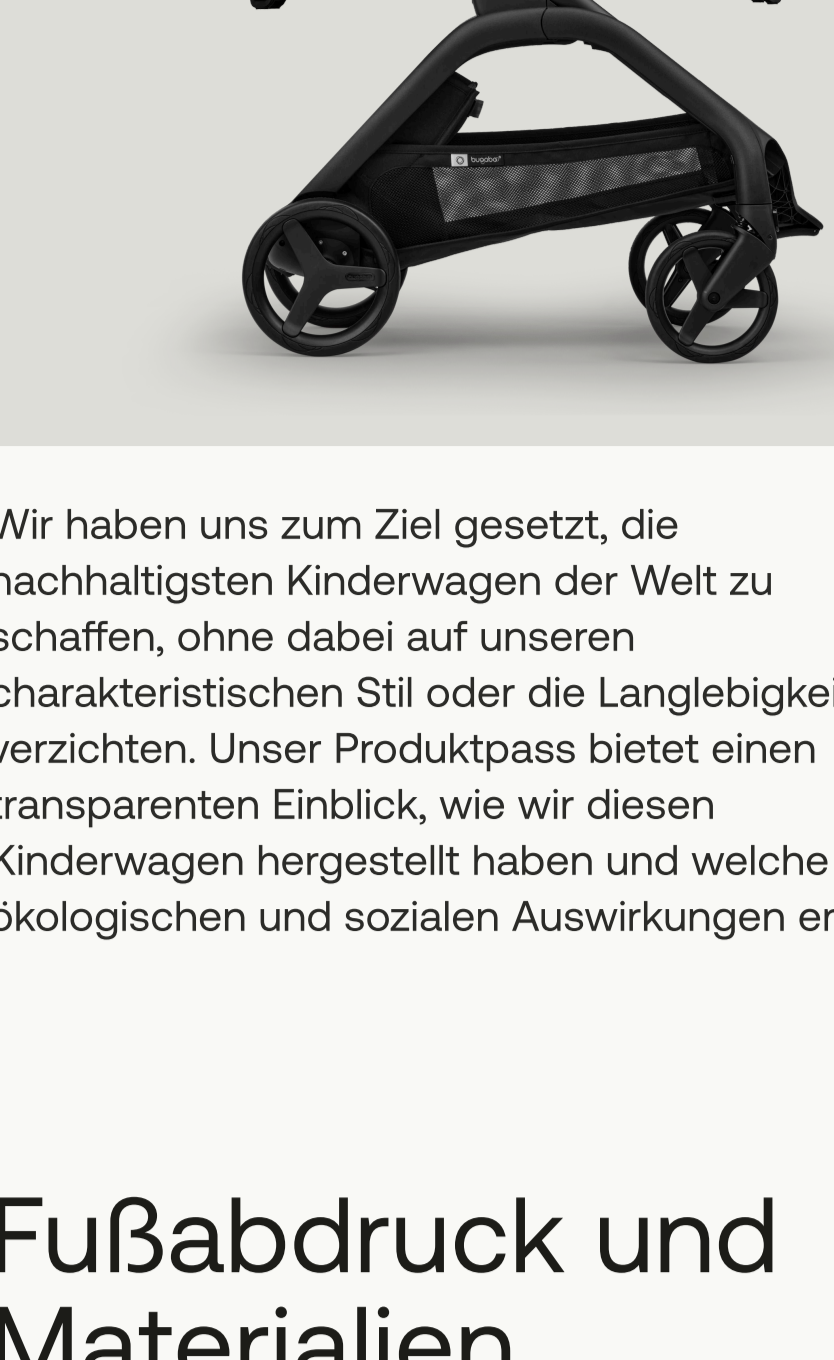 bugaboo
Wir haben uns zum Ziel gesetzt, die
nachhaltigsten Kinderwagen der Welt zu
schaffen, ohne dabei auf unseren
charakteristischen Stil oder die Langlebigkei
verzichten. Unser Produktpass bietet einen
transparenten Einblick, wie wir diesen
Kinderwagen hergestellt haben und welche
ökologischen und sozialen Auswirkungen er
Fußabdruck und
Materialien